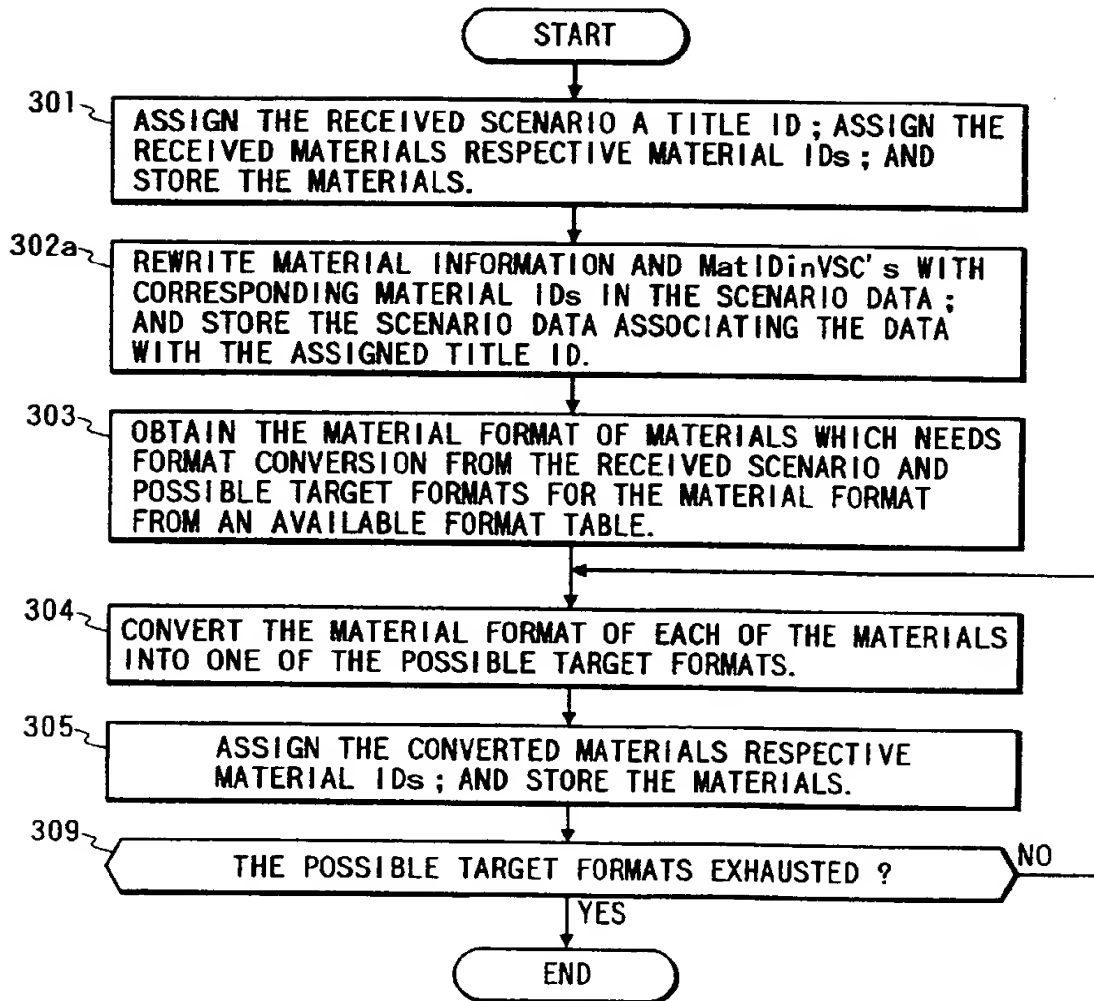 START
301
ASSIGN THE RECEIVED SCENARIO A TITLE ID; ASSIGN THE
RECEIVED MATERIALS RESPECTIVE MATERIAL IDs; AND
STORE THE MATERIALS.
302a
REWRITE MATERIAL INFORMATION AND MatIDinVSC's WITH
CORRESPONDING MATERIAL IDs IN THE SCENARIO DATA;
AND STORE THE SCENARIO DATA ASSOCIATING THE DATA
WITH THE ASSIGNED TITLE ID.
303
OBTAIN THE MATERIAL FORMAT OF MATERIALS WHICH NEEDS
FORMAT CONVERSION FROM THE RECEIVED SCENARIO AND
POSSIBLE TARGET FORMATS FOR THE MATERIAL FORMAT
FROM AN AVAILABLE FORMAT TABLE.
304
CONVERT THE MATERIAL FORMAT OF EACH OF THE MATERIALS
INTO ONE OF THE POSSIBLE TARGET FORMATS.
305
ASSIGN THE CONVERTED MATERIALS RESPECTIVE
MATERIAL IDs; AND STORE THE MATERIALS.
309
THE POSSIBLE TARGET FORMATS EXHAUSTED ?
NO
YES
END